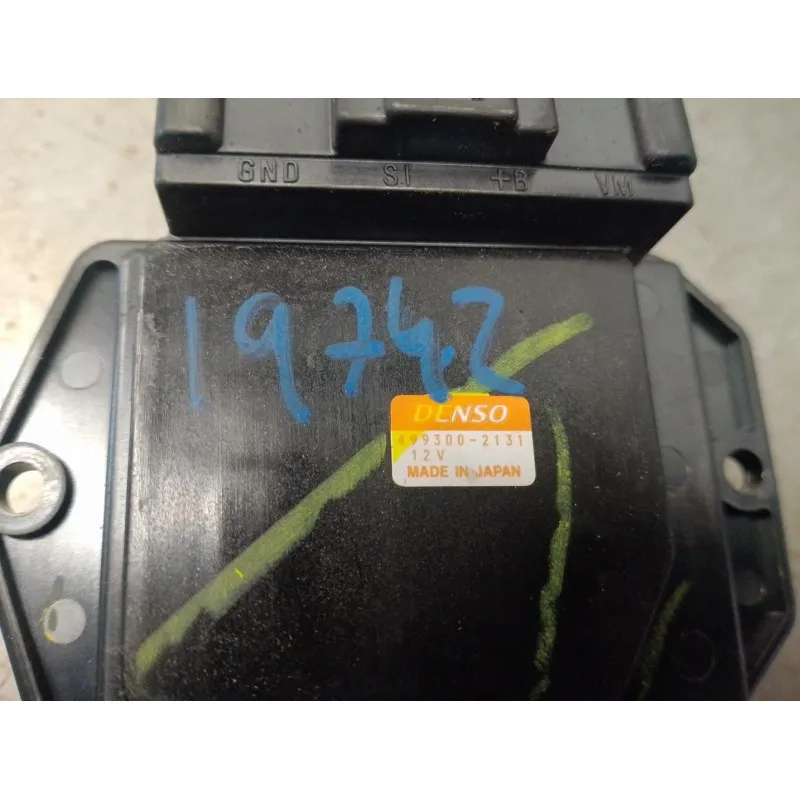 GND SI +B VM
19742
DENSO
499300-2131
12V
MADE IN JAPAN